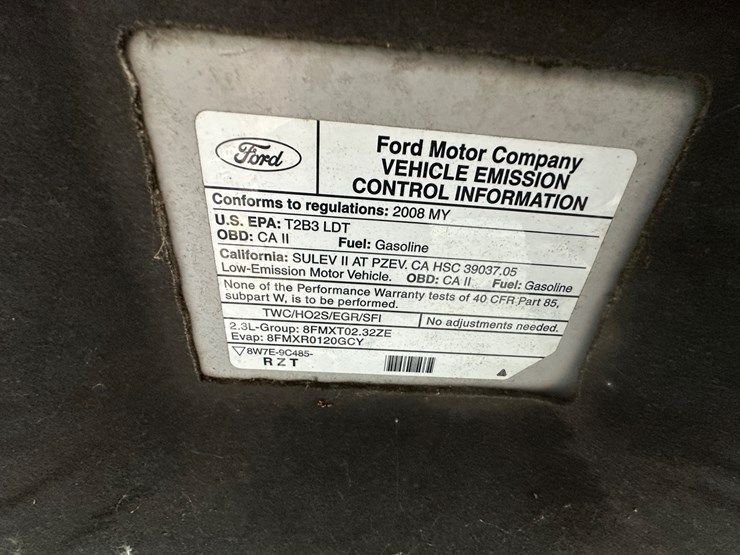 Ford
Ford Motor Company
VEHICLE EMISSION
CONTROL INFORMATION
Conforms to regulations: 2008 MY
U.S. EPA: T2B3 LDT
OBD: CA II Fuel: Gasoline
California: SULEV II AT PZEV. CA HSC 39037.05
Low-Emission Motor Vehicle. OBD: CA II Fuel: Gasoline
None of the Performance Warranty tests of 40 CFR Part 85,
subpart W, is to be performed.
TWC/HO2S/EGR/SFI No adjustments needed.
2.3L-Group: 8FMXT02.32ZE
Evap: 8FMXR0120GCY
8W7E-9C485-
RZT